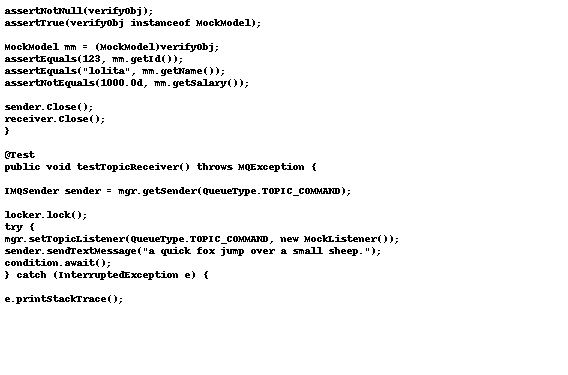 assertNotNull(verifyObj);
assertTrue(verifyObj instanceof MockModel);
MockModel mm = (MockModel)verifyObj;
assertEquals(123, mm.getId());
assertEquals("lolita", mm.getName());
assertNotEquals(1000.0d, mm.getSalary());
sender.Close();
receiver.Close();
}
@Test
public void testTopicReceiver() throws MQException {
IMQSender sender = mgr.getSender(QueueType.TOPIC_COMMAND);
locker.lock();
try {
mgr.setTopicListener(QueueType.TOPIC_COMMAND, new MockListener());
sender.sendTextMessage("a quick fox jump over a small sheep.");
condition.await();
} catch (InterruptedException e) {
e.printStackTrace();